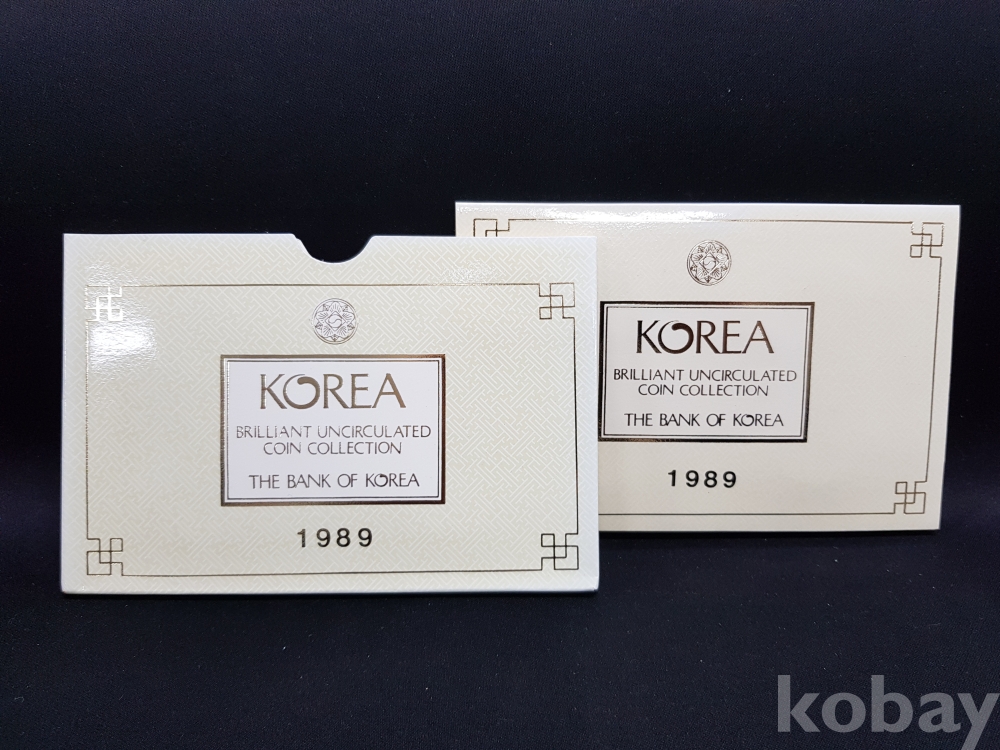 KOREA
BRILLIANT UNCIRCULATED
COIN COLLECTION
THE BANK OF KOREA
1989
KOREA
BRILLIANT UNCIRCULATED
COIN COLLECTION
THE BANK OF KOREA
1989
kobay